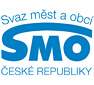 Svaz měst a obcí
SMO
ČESKÉ REPUBLIKY